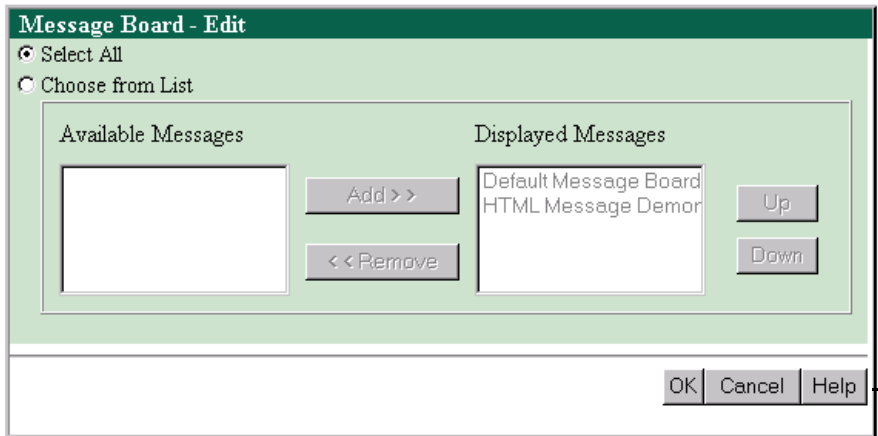 Message Board - Edit
Select All
Choose from List
Available Messages
Displayed Messages
Add > >
< < Remove
Default Message Board
HTML Message Demor
Up
Down
OK
Cancel
Help